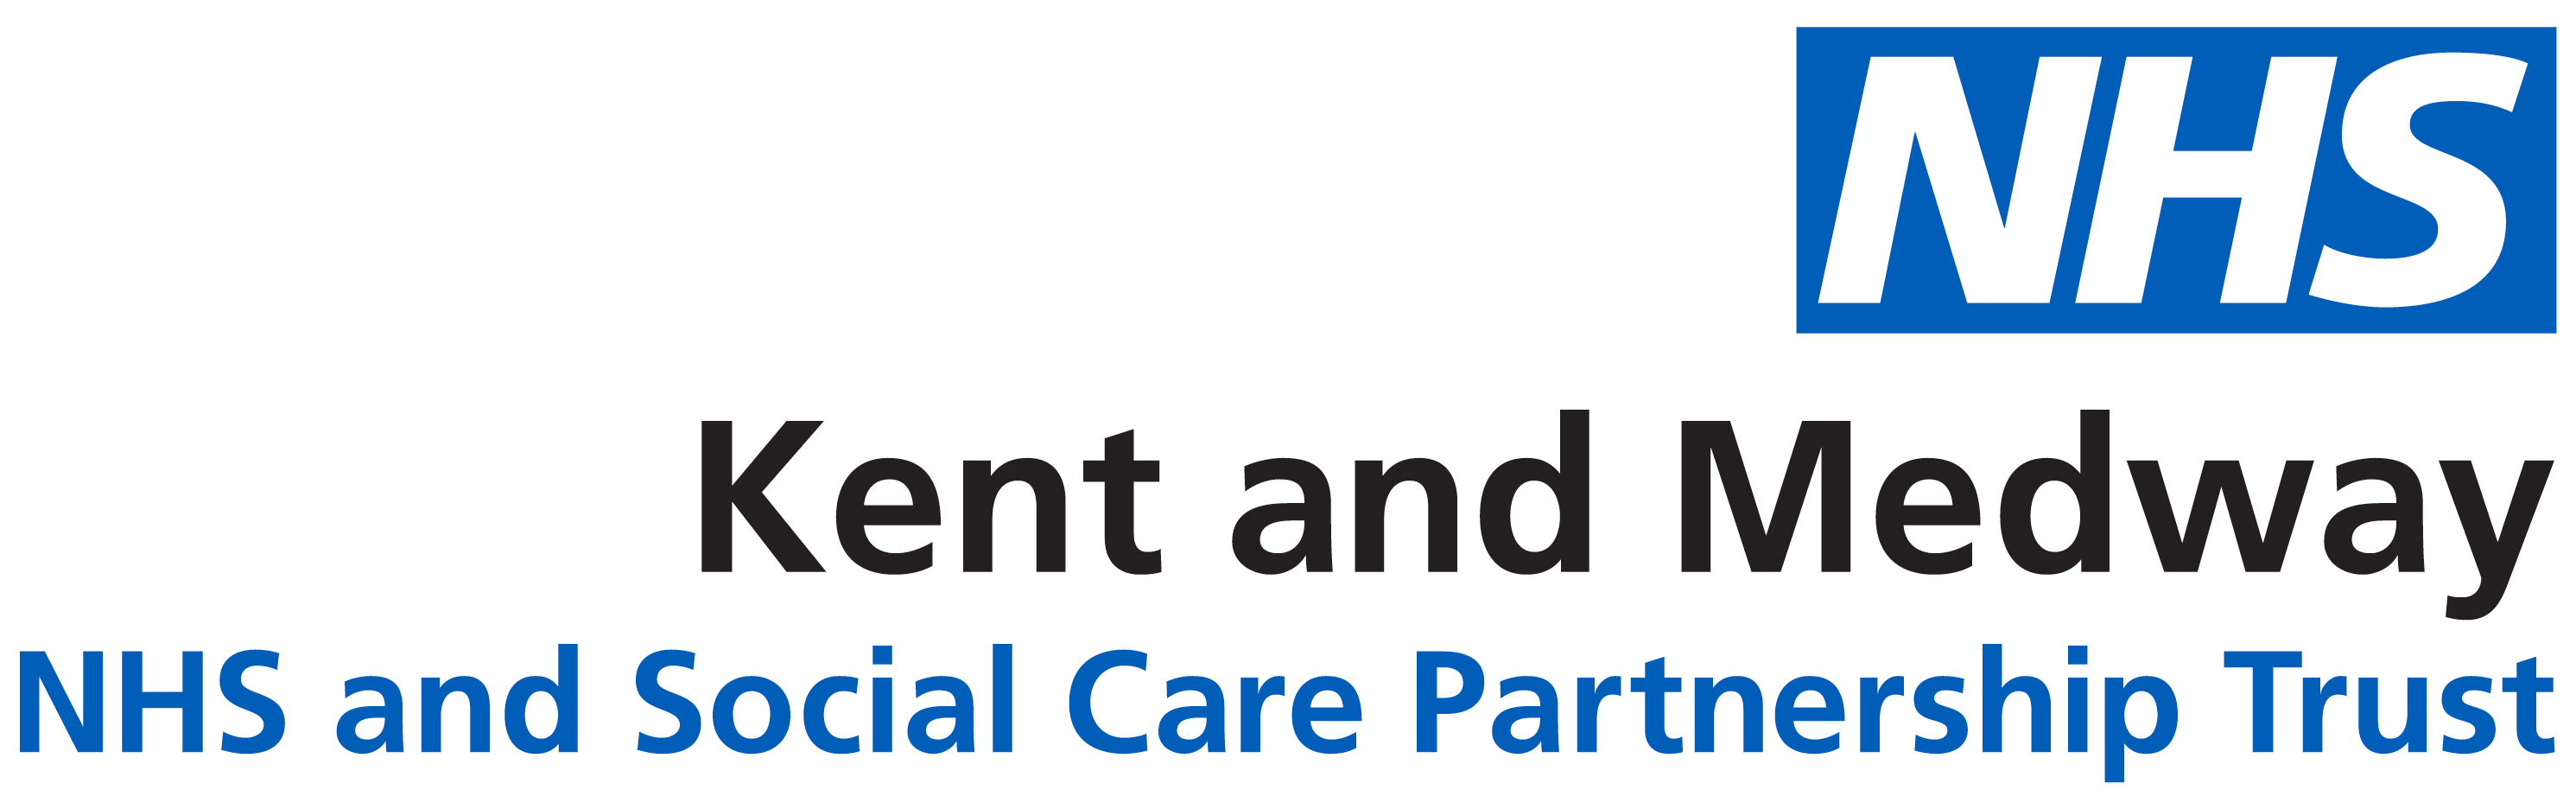 NHS
Kent and Medway
NHS and Social Care Partnership Trust